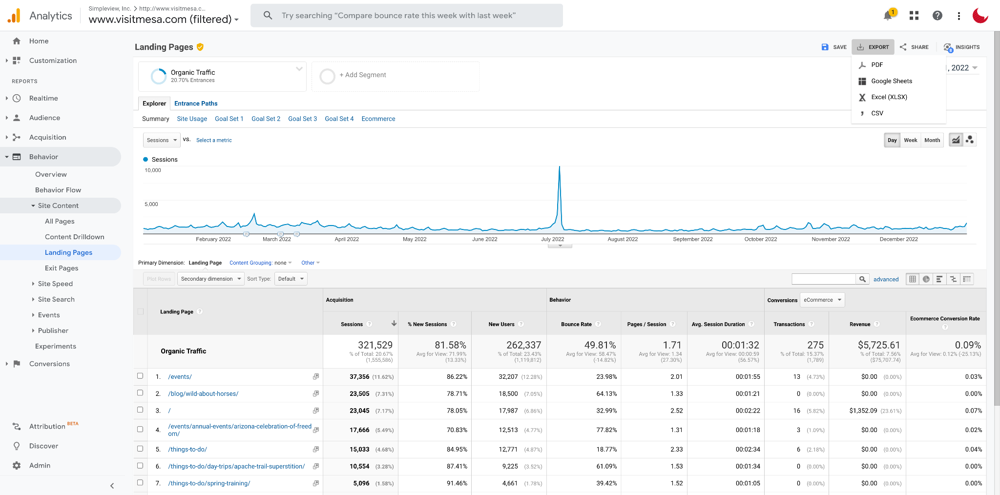 Analytics
Simpleview, Inc. > http://www.visitmesa.c...
www.visitmesa.com (filtered)
Try searching “Compare bounce rate this week with last week”
1
Home
Customization
REPORTS
Realtime
Audience
Acquisition
Behavior
Overview
Behavior Flow
Site Content
All Pages
Content Drilldown
Landing Pages
Exit Pages
Site Speed
Site Search
Events
Publisher
Experiments
Conversions
Attribution BETA
Discover
Admin
Landing Pages
SAVE
EXPORT
SHARE
8
INSIGHTS
PDF
Google Sheets
Excel (XLSX)
CSV
, 2022
Organic Traffic
20.70% Entrances
+ Add Segment
Explorer
Entrance Paths
Summary Site Usage Goal Set 1 Goal Set 2 Goal Set 3 Goal Set 4 Ecommerce
Sessions VS. Select a metric
Day Week Month
Sessions
10,000
5,000
February 2022 March 2022 April 2022 May 2022 June 2022 July 2022 August 2022 September 2022 October 2022 November 2022 December 2022
Primary Dimension: Landing Page Content Grouping: none Other
Plot Rows Secondary dimension Sort Type: Default
advanced
Landing Page ?
Acquisition
Behavior
Conversions eCommerce
Sessions ? % New Sessions ? New Users ? Bounce Rate ? Pages / Session ? Avg. Session Duration ? Transactions ? Revenue ? Ecommerce Conversion Rate ?
Organic Traffic
321,529 81.58% 262,337 49.81% 1.71 00:01:32 275 $5,725.61 0.09%
% of Total: 20.67% Avg for View: 71.99% % of Total: 23.43% Avg for View: 58.47% Avg for View: 1.34 Avg for View: 00:00:59 % of Total: 15.37% % of Total: 7.56% Avg for View: 0.12% (-25.13%)
(1,555,586) (13.33%) (1,119,812) (-14.82%) (27.30%) (56.57%) (1,789) ($75,707.74)
1. /events/ 37,356 (11.62%) 86.22% 32,207 (12.28%) 23.98% 2.01 00:01:55 13 (4.73%) $0.00 (0.00%) 0.03%
2. /blog/wild-about-horses/ 23,505 (7.31%) 78.71% 18,500 (7.05%) 64.13% 1.33 00:01:21 0 (0.00%) $0.00 (0.00%) 0.00%
3. / 23,045 (7.17%) 78.05% 17,987 (6.86%) 32.99% 2.52 00:02:22 16 (5.82%) $1,352.09 (23.61%) 0.07%
4. /events/annual-events/arizona-celebration-of-freed
om/ 17,666 (5.49%) 70.83% 12,513 (4.77%) 77.82% 1.31 00:01:18 3 (1.09%) $0.00 (0.00%) 0.02%
5. /things-to-do/ 15,033 (4.68%) 84.95% 12,771 (4.87%) 18.77% 2.33 00:02:34 6 (2.18%) $0.00 (0.00%) 0.04%
6. /things-to-do/day-trips/apache-trail-superstition/ 10,554 (3.28%) 87.41% 9,225 (3.52%) 61.09% 1.53 00:01:34 0 (0.00%) $0.00 (0.00%) 0.00%
7. /things-to-do/spring-training/ 5,096 (1.58%) 91.46% 4,661 (1.78%) 39.42% 1.52 00:01:05 0 (0.00%) $0.00 (0.00%) 0.00%